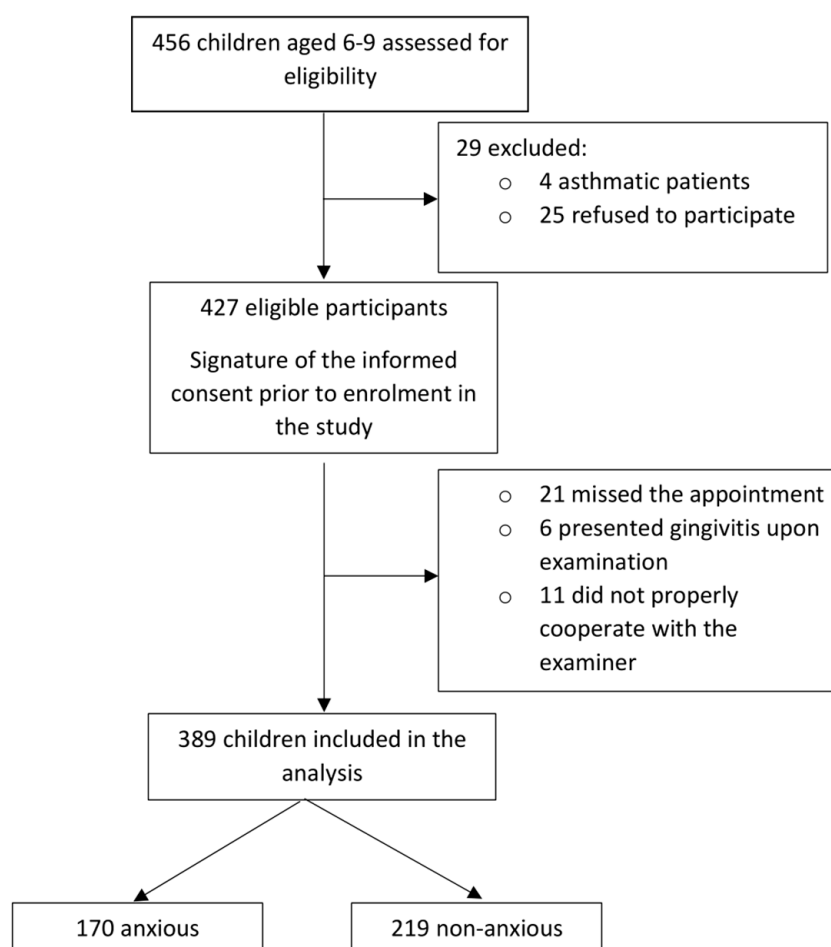 456 children aged 6-9 assessed for
eligibility
29 excluded:
o 4 asthmatic patients
o 25 refused to participate
427 eligible participants
Signature of the informed
consent prior to enrolment in
the study
o 21 missed the appointment
o 6 presented gingivitis upon
examination
o 11 did not properly
cooperate with the
examiner
389 children included in the
analysis
170 anxious
219 non-anxious